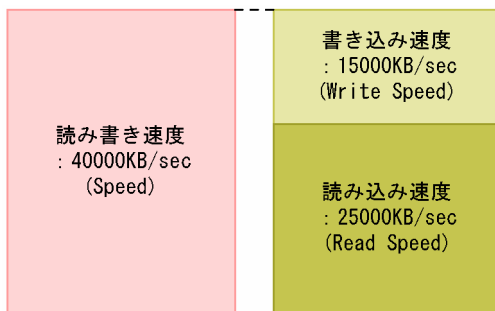 読み書き速度
：40000KB/sec
(Speed)
書き込み速度
：15000KB/sec
(Write Speed)
読み込み速度
：25000KB/sec
(Read Speed)